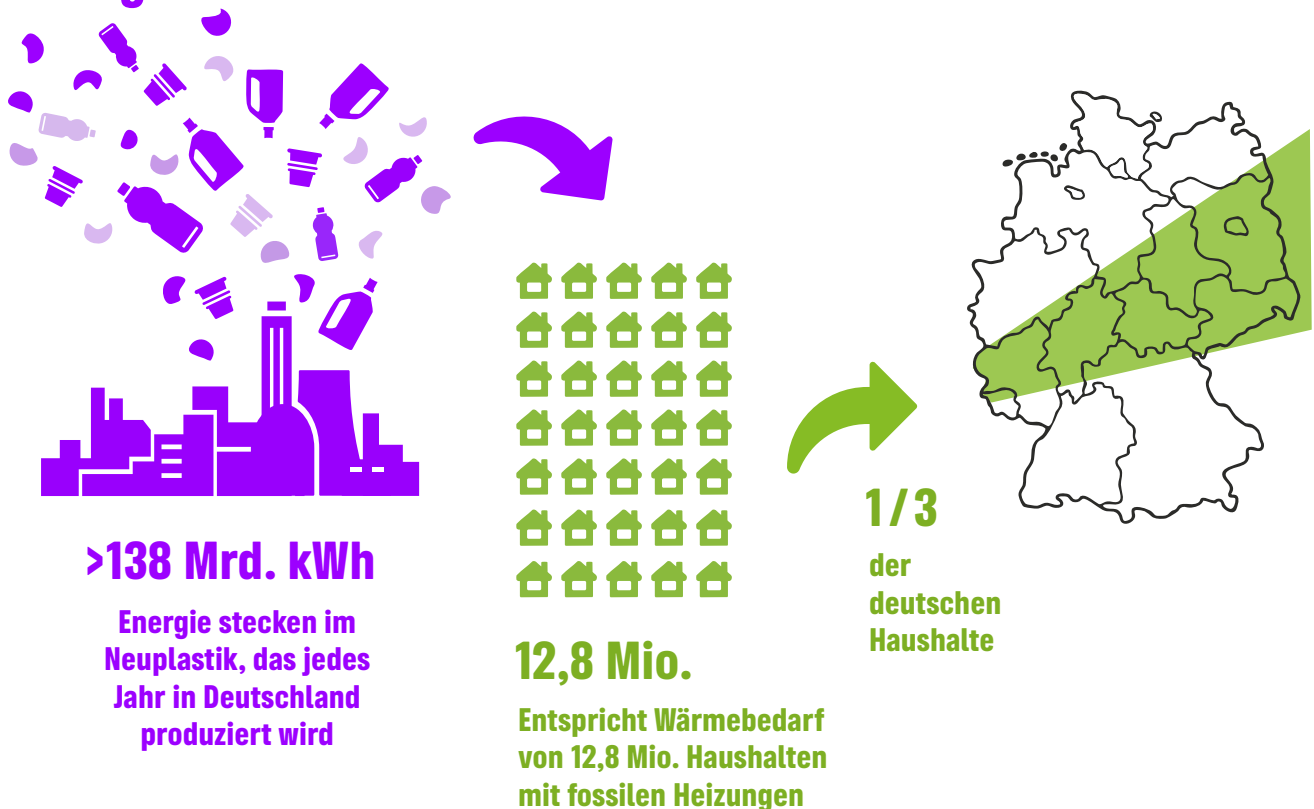 >138 Mrd. kWh
Energie stecken im
Neuplastik, das jedes
Jahr in Deutschland
produziert wird
12,8 Mio.
Entspricht Wärmebedarf
von 12,8 Mio. Haushalten
mit fossilen Heizungen
1/3
der
deutschen
Haushalte